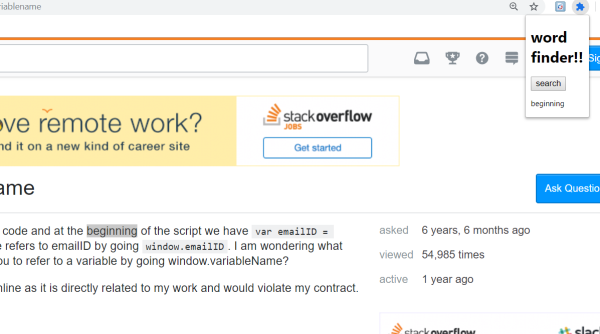 riablename
word
finder!!
search
beginning
Sig
ove remote work?
nd it on a new kind of career site
stackoverflow
JOBS
Get started
ame
Ask Questio
code and at the beginning of the script we have var emailID =
e refers to emailID by going window.emailID. I am wondering what
ou to refer to a variable by going window.variableName?
nline as it is directly related to my work and would violate my contract.
asked 6 years, 6 months ago
viewed 54,985 times
active 1 year ago
stackoverflow
slac